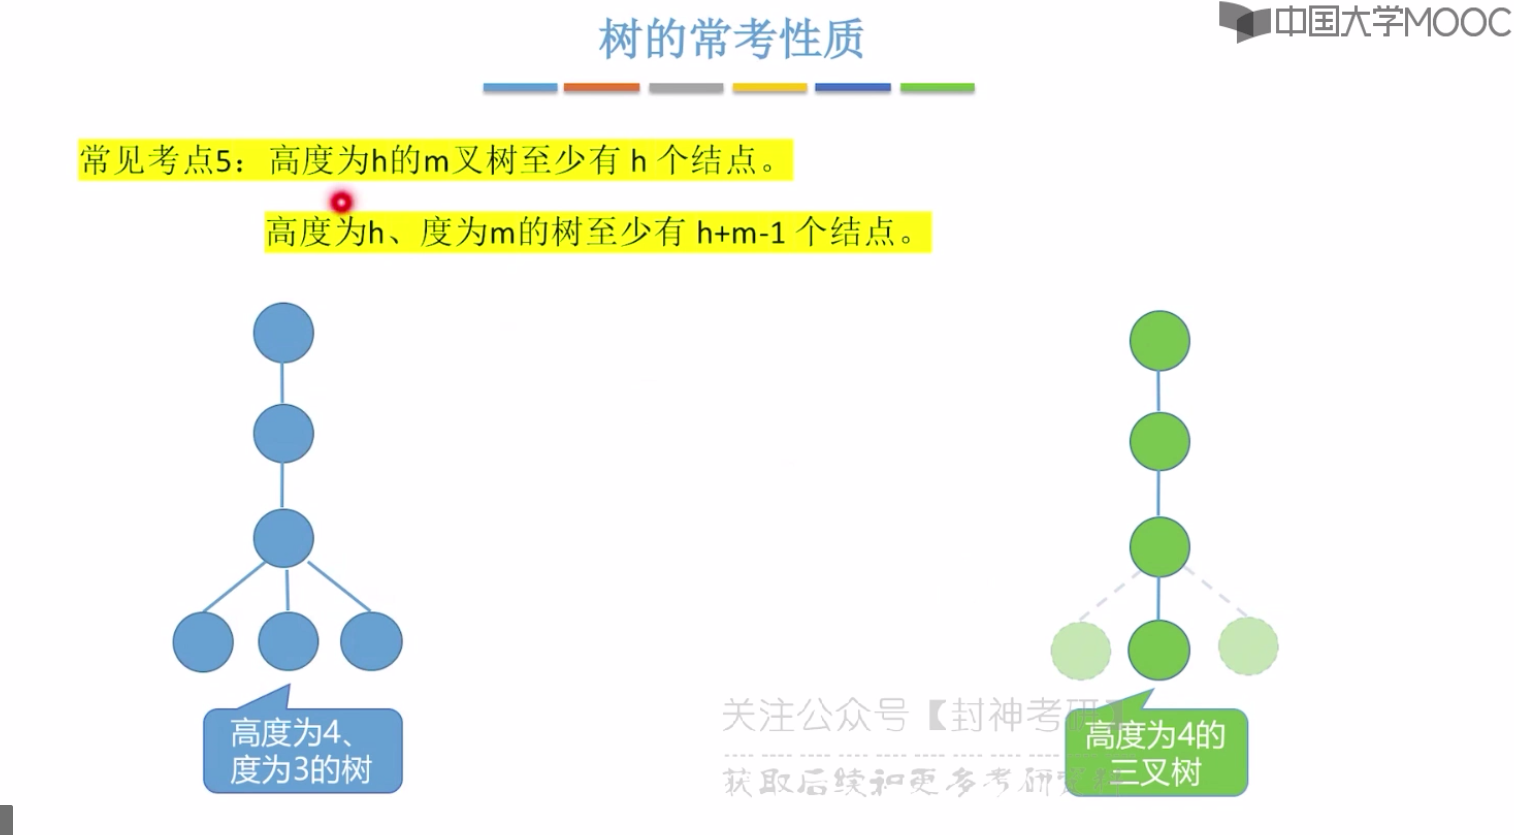 树的常考性质
中国大学MOOC
常见考点5：高度为h的m叉树至少有 h 个结点。
高度为h、度为m的树至少有 h+m-1 个结点。
高度为4、
度为3的树
关注公众号【封神考研】
获取后续和更多考研资料
高度为4的
三叉树